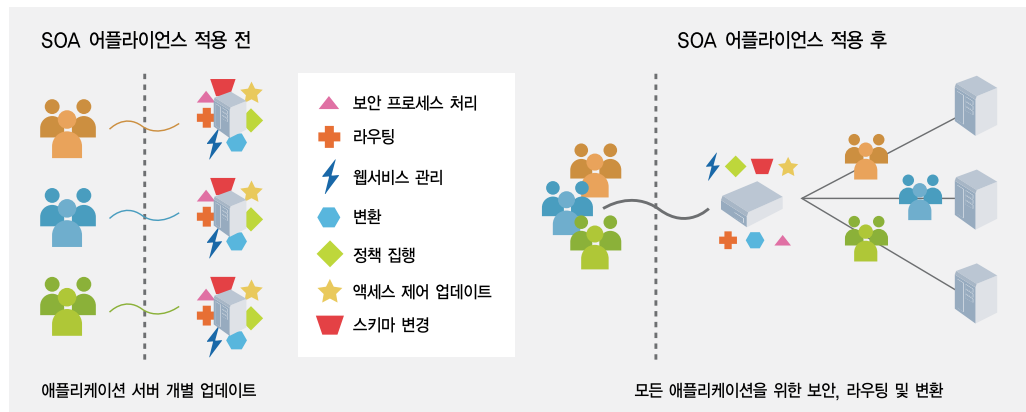 SOA 어플라이언스 적용 전
SOA 어플라이언스 적용 후
보안 프로세스 처리
라우팅
웹서비스 관리
변환
정책 집행
액세스 제어 업데이트
스키마 변경
애플리케이션 서버 개별 업데이트
모든 애플리케이션을 위한 보안, 라우팅 및 변환